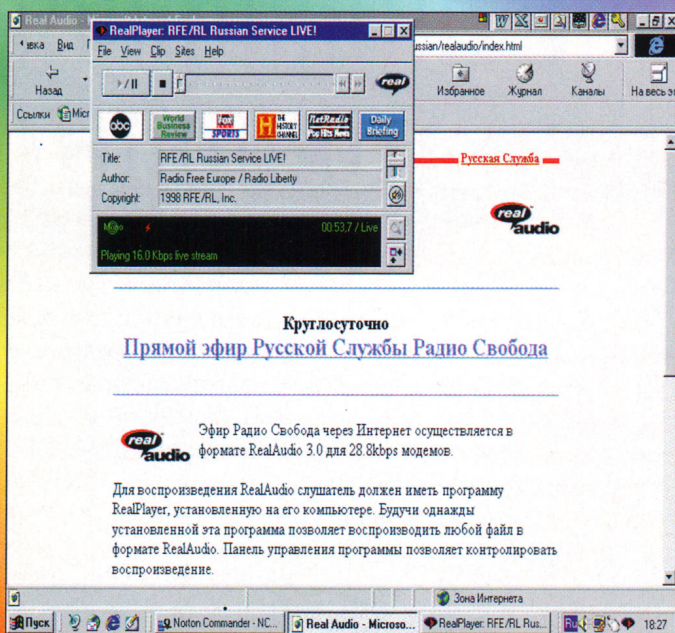 Real Audio - M
RealPlayer: RFE/RL Russian Service LIVE!
File View Clip Sites Help
Вид
ussian/realaudio/index.html
real
Назад
Избранное Журнал Каналы На весь э
Ссылки Micr
abc World Business Review FOX SPORTS THE HISTORY CHANNEL NetRadio Pop Hits News Daily Briefing
Title: RFE/RL Russian Service LIVE!
Author: Radio Free Europe / Radio Liberty
Copyright: 1998 RFE/RL, Inc.
Mono 00:53,7 / Live
Playing 16.0 Kbps live stream
Русская Служба
real audio
Круглосуточно
Прямой эфир Русской Службы Радио Свобода
real audio
Эфир Радио Свобода через Интернет осуществляется в
формате RealAudio 3.0 для 28.8kbps модемов.
Для воспроизведения RealAudio слушатель должен иметь программу
RealPlayer, установленную на его компьютере. Будучи однажды
установленной эта программа позволяет воспроизводить любой файл в
формате RealAudio. Панель управления программы позволяет контролировать
воспроизведение.
Зона Интернета
Пуск Norton Commander - NC... Real Audio - Microso... RealPlayer: RFE/RL Rus... Ru 18:27